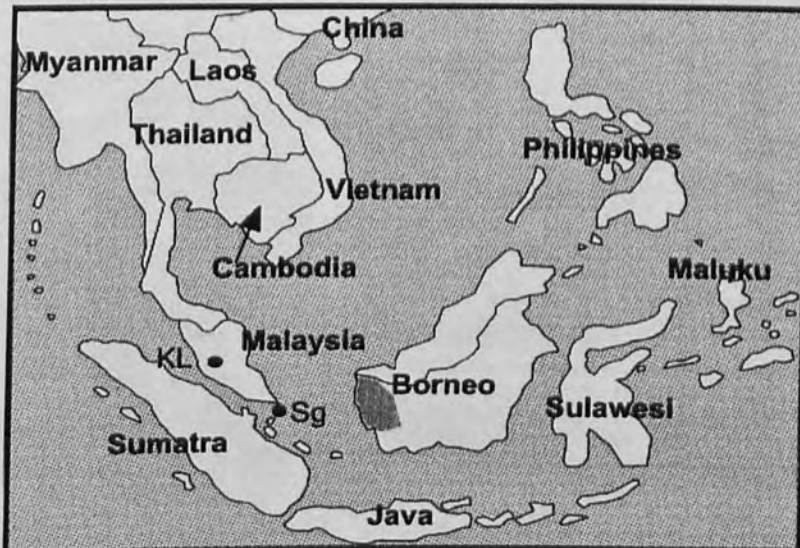 China
Myanmar
Laos
Thailand
Philippines
Vietnam
Cambodia
Maluku
Malaysia
KL
Borneo
Sg
Sulawesi
Sumatra
Java